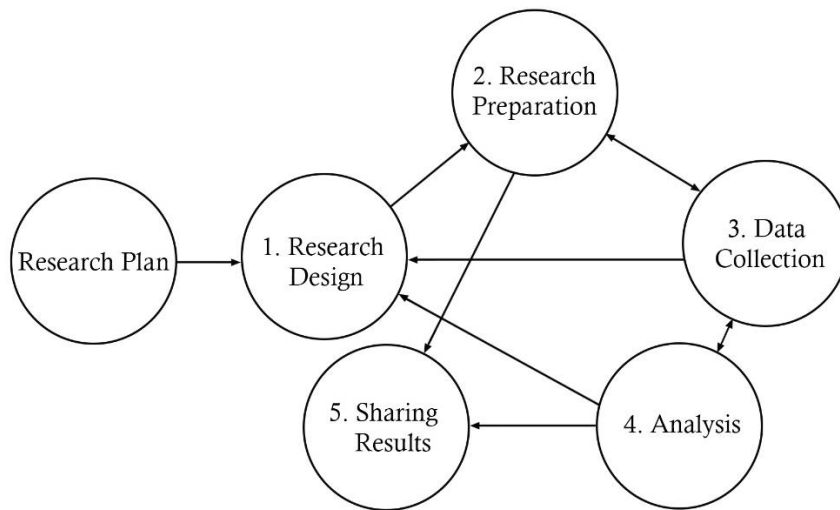 Research Plan
1. Research
Design
2. Research
Preparation
3. Data
Collection
4. Analysis
5. Sharing
Results